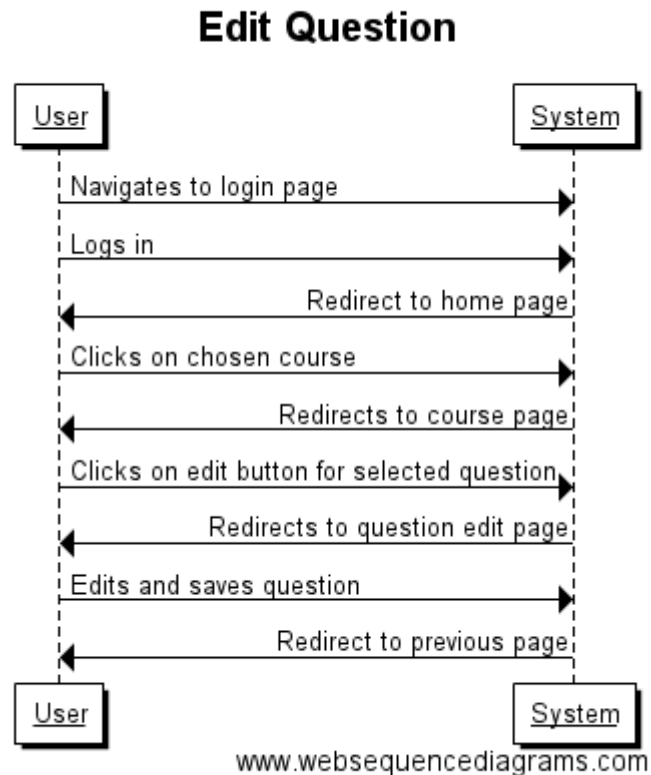 Edit Question
User
System
Navigates to login page
Logs in
Redirect to home page
Clicks on chosen course
Redirects to course page
Clicks on edit button for selected question
Redirects to question edit page
Edits and saves question
Redirect to previous page
User
System
www.websequencediagrams.com